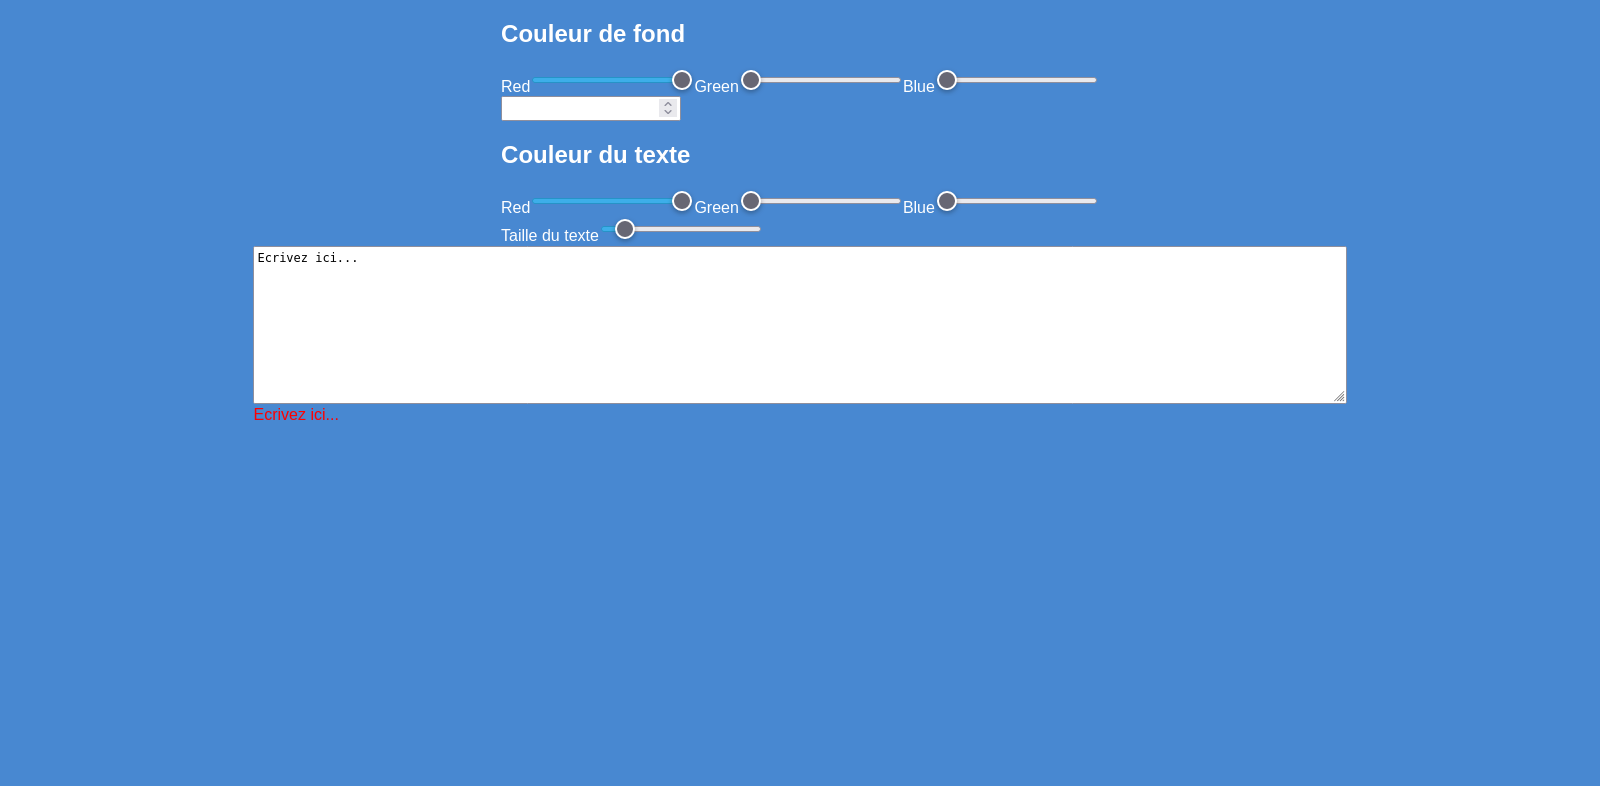 Couleur de fond
Red Green Blue
Couleur du texte
Red Green Blue
Taille du texte
Ecrivez ici...
Ecrivez ici...